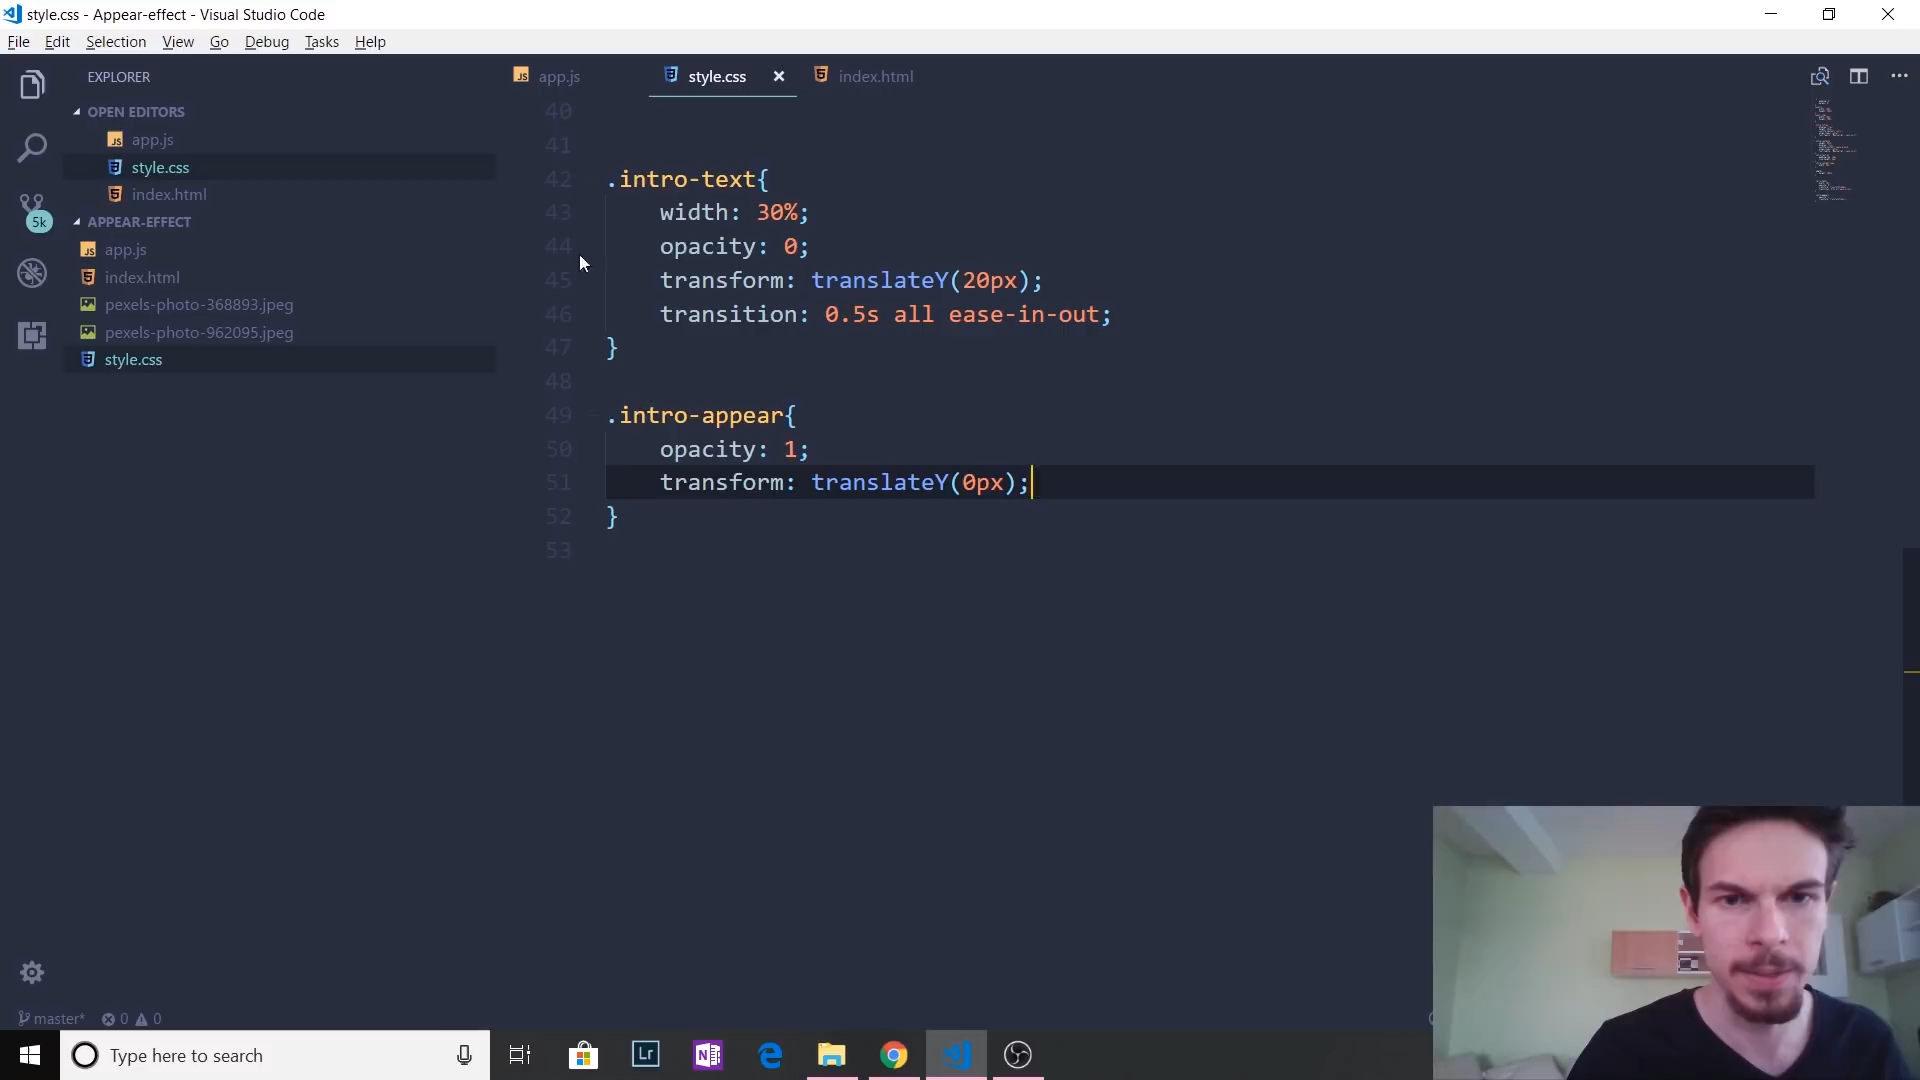 style.css - Appear-effect - Visual Studio Code
File Edit Selection View Go Debug Tasks Help
EXPLORER
OPEN EDITORS
app.js
style.css
index.html
5k
APPEAR-EFFECT
app.js
index.html
pexels-photo-368893.jpeg
pexels-photo-962095.jpeg
style.css
app.js style.css index.html
40
41
42 .intro-text{
43 width: 30%;
44 opacity: 0;
45 transform: translateY(20px);
46 transition: 0.5s all ease-in-out;
47 }
48
49 .intro-appear{
50 opacity: 1;
51 transform: translateY(0px);
52 }
53
master* 0 0
Type here to search
Lr
N